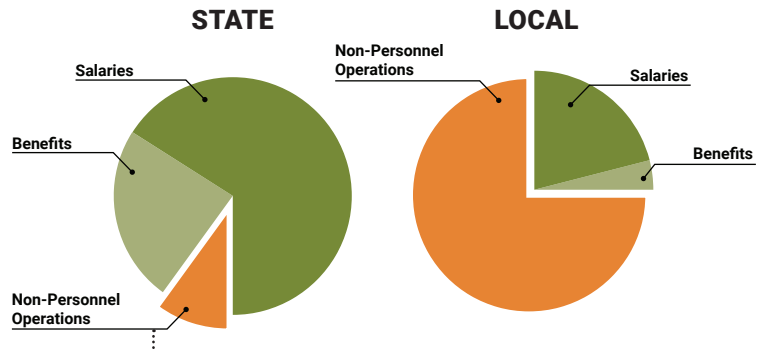 STATE
Salaries
Benefits
Non-Personnel
Operations
LOCAL
Non-Personnel
Operations
Salaries
Benefits